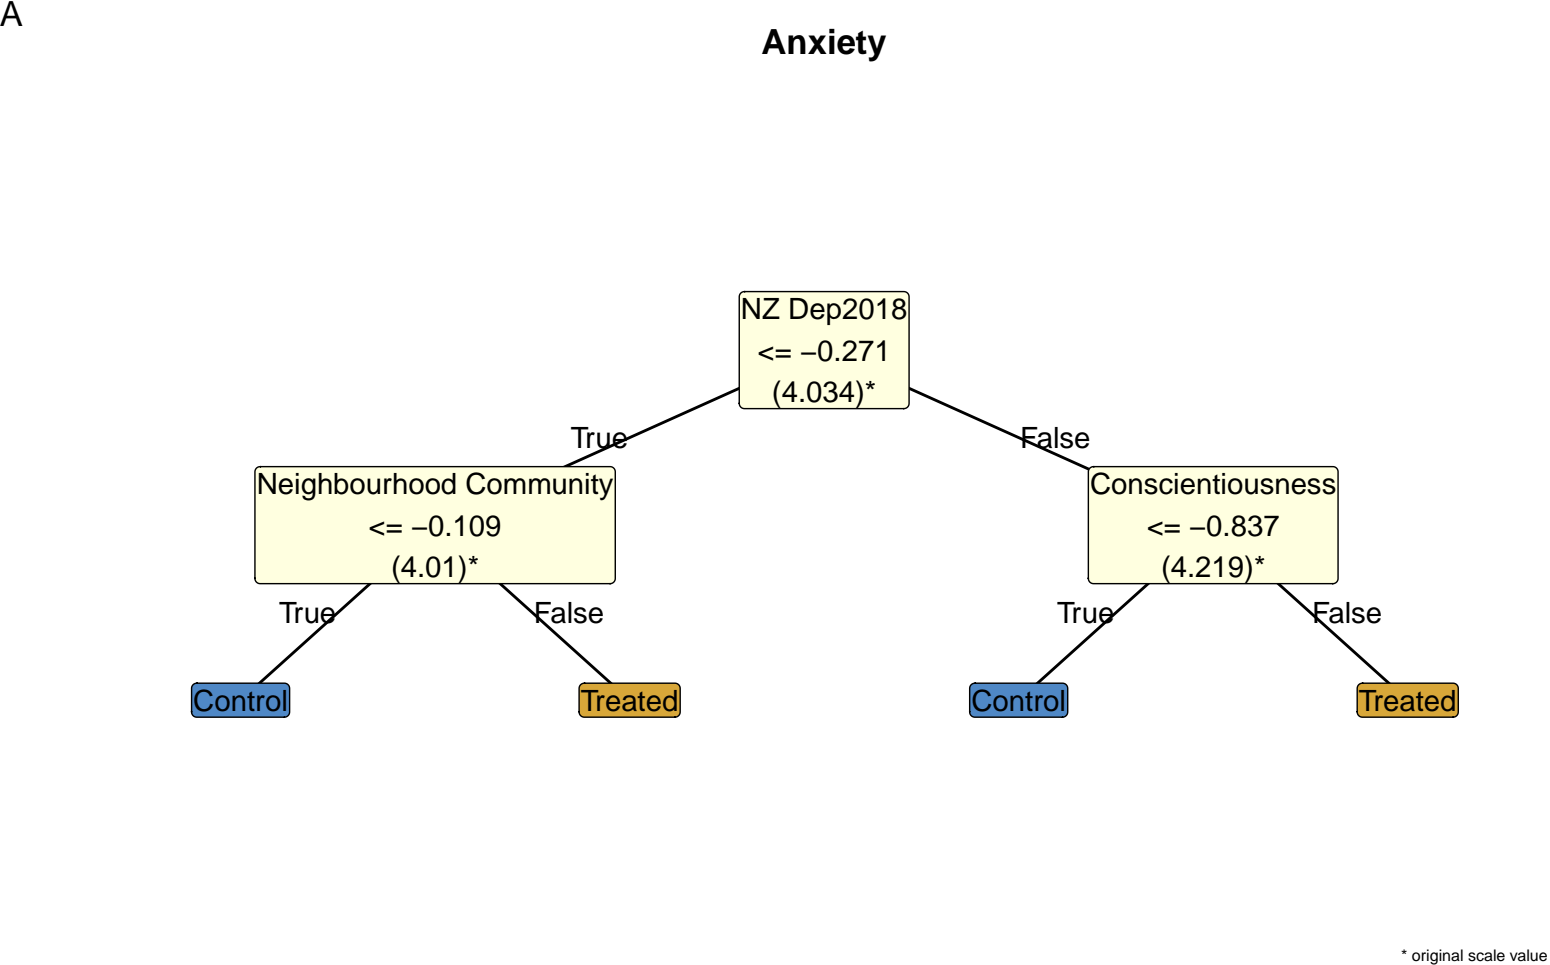 A
Anxiety
NZ Dep2018
<= −0.271
(4.034)*
True
False
Neighbourhood Community
<= −0.109
(4.01)*
Conscientiousness
<= −0.837
(4.219)*
True
False
True
False
Control
Treated
Control
Treated
* original scale value